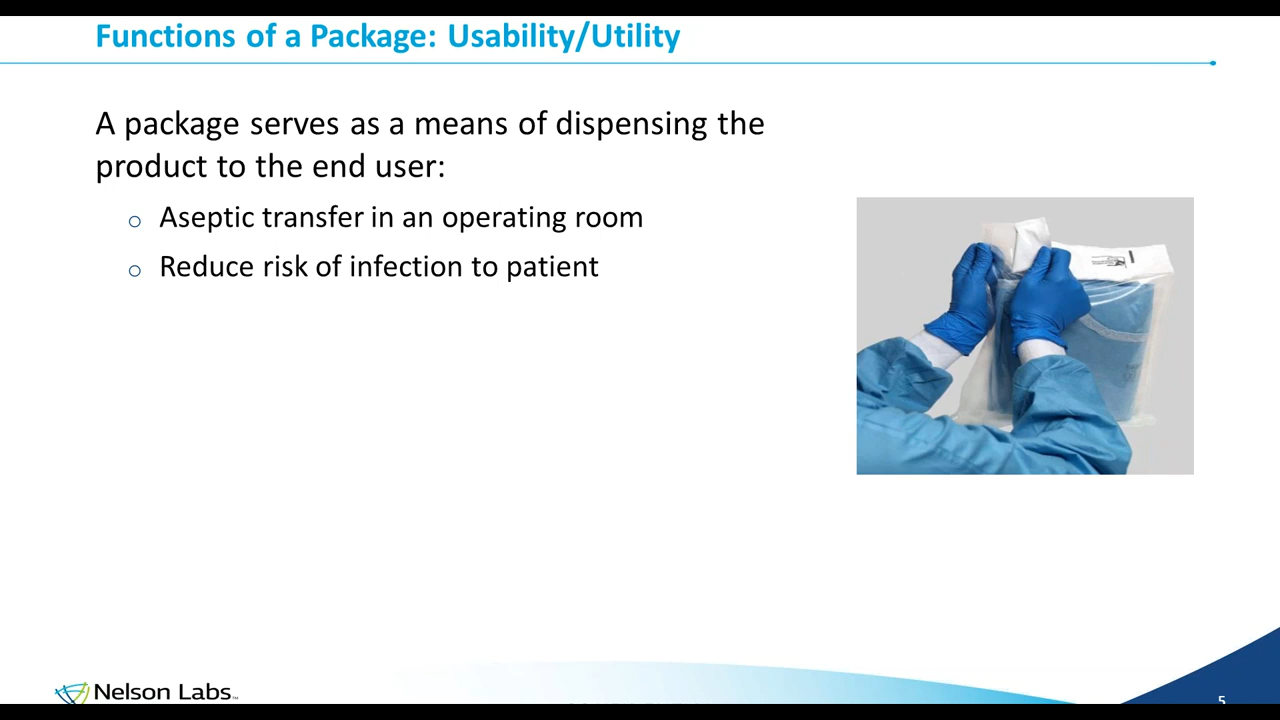 Functions of a Package: Usability/Utility
A package serves as a means of dispensing the
product to the end user:
Aseptic transfer in an operating room
Reduce risk of infection to patient
Nelson Labs™
5